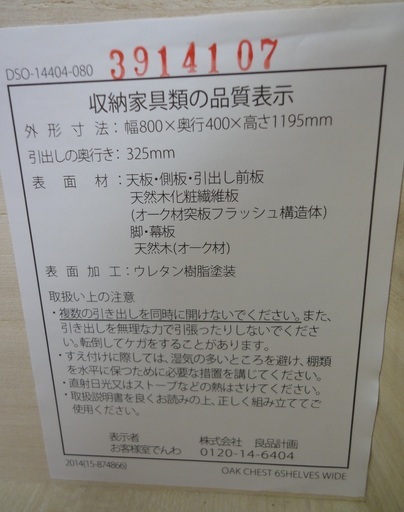 DSO-14404-080 3914107
収納家具類の品質表示
外形寸法:幅800×奥行400×高さ1195mm
引出しの奥行き:325mm
表面材:天板・側板・引出し前板
天然木化粧繊維板
(オーク材突板フラッシュ構造体)
脚・幕板
天然木(オーク材)
表面加工:ウレタン樹脂塗装
取扱い上の注意
・複数の引き出しを同時に開けないでください。また、
引き出しを無理な力で引張ったりしないでくださ
い。転倒してケガをすることがあります。
・すえ付けに際しては、湿気の多いところを避け、棚類
を水平に保つために必要な措置を講じてください。
・直射日光又はストーブなどの熱はさけてください。
・取扱説明書を良くお読みの上、正しく組み立ててご
使用ください。
表示者 株式会社 良品計画
お客様室でんわ 0120-14-6404
2014(15-874866) OAK CHEST 6SHELVES WIDE